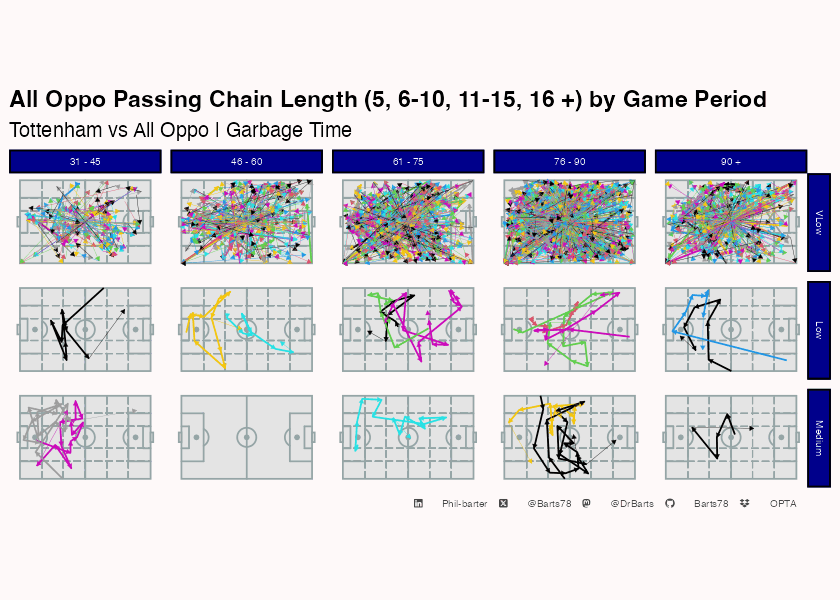 All Oppo Passing Chain Length (5, 6-10, 11-15, 16 +) by Game Period
Tottenham vs All Oppo | Garbage Time
31 - 45 46 - 60 61 - 75 76 - 90 90 +
V Low
Low
Medium
Phil-barter @Barts78 @DrBarts Barts78 OPTA